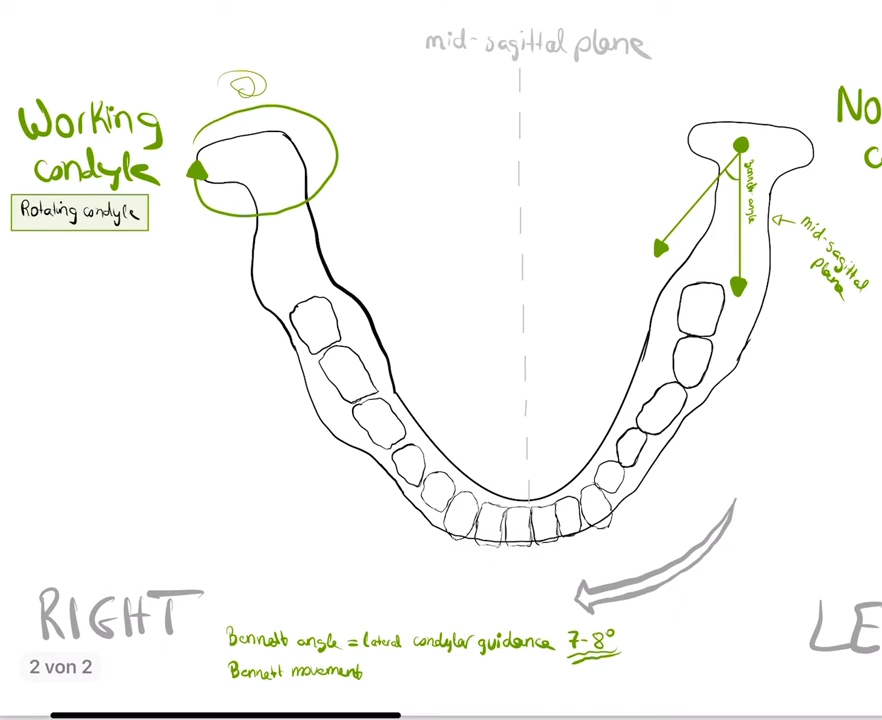 mid-sagittal plane
Working
condyle
Rotating condyle
No
c
Bennett angle
mid-sagittal
plane
RIGHT
LE
Bennett angle = lateral condylar guidance 7-8°
Bennett movement
2 von 2